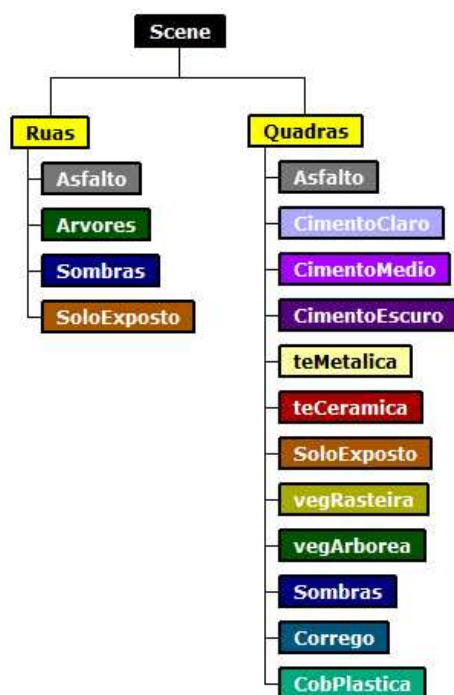 Scene
Ruas
Asfalto
Arvores
Sombras
SoloExposto
Quadras
Asfalto
CimentoClaro
CimentoMedio
CimentoEscuro
teMetalica
teCeramica
SoloExposto
vegRasteira
vegArborea
Sombras
Corrego
CobPlastica